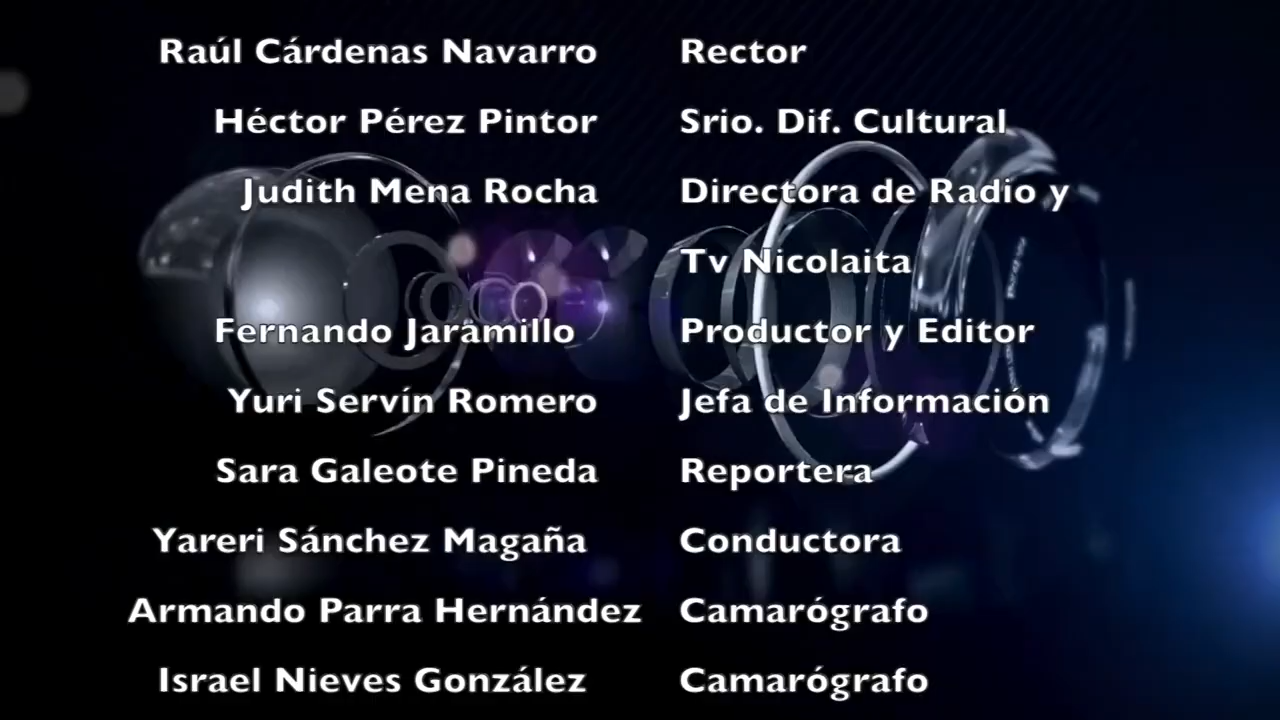 Raúl Cárdenas Navarro Rector
Héctor Pérez Pintor Srio. Dif. Cultural
Judith Mena Rocha Directora de Radio y
Tv Nicolaita
Fernando Jaramillo Productor y Editor
Yuri Servín Romero Jefa de Información
Sara Galeote Pineda Reportera
Yareri Sánchez Magaña Conductora
Armando Parra Hernández Camarógrafo
Israel Nieves González Camarógrafo